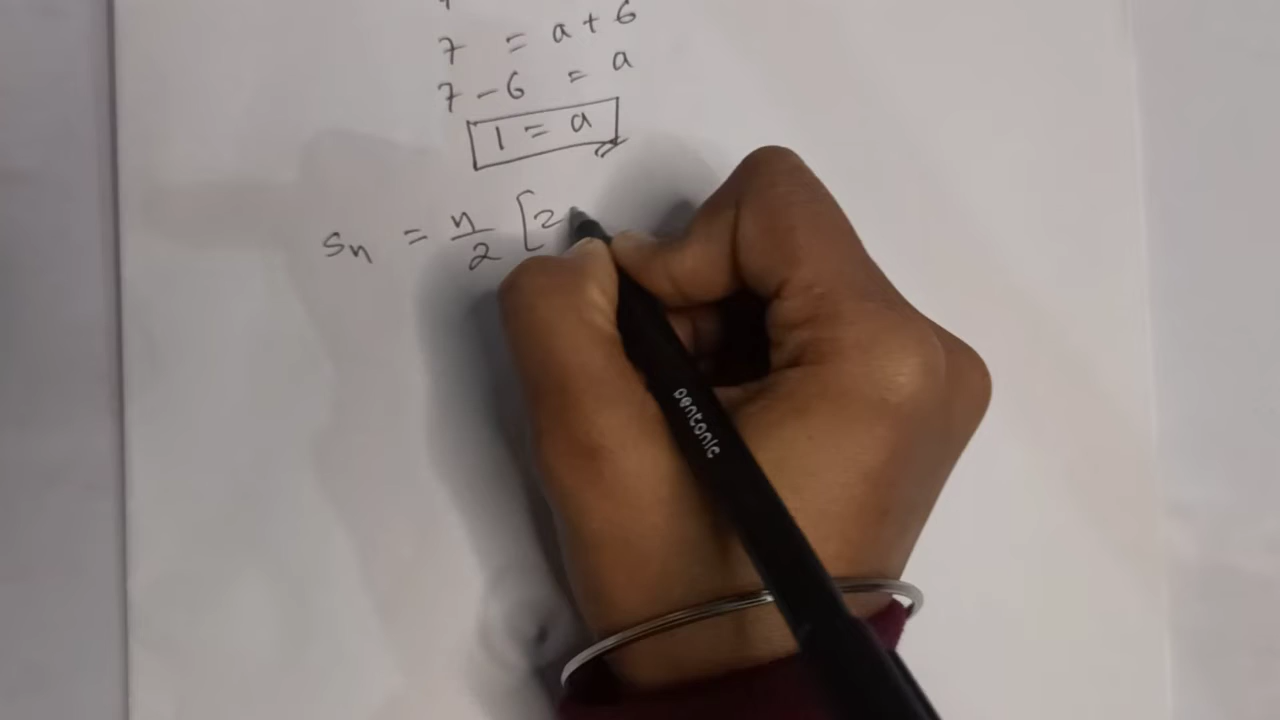 7 = a + 6
7 - 6 = a
1 = a
Sn = n/2 [2
pentonic